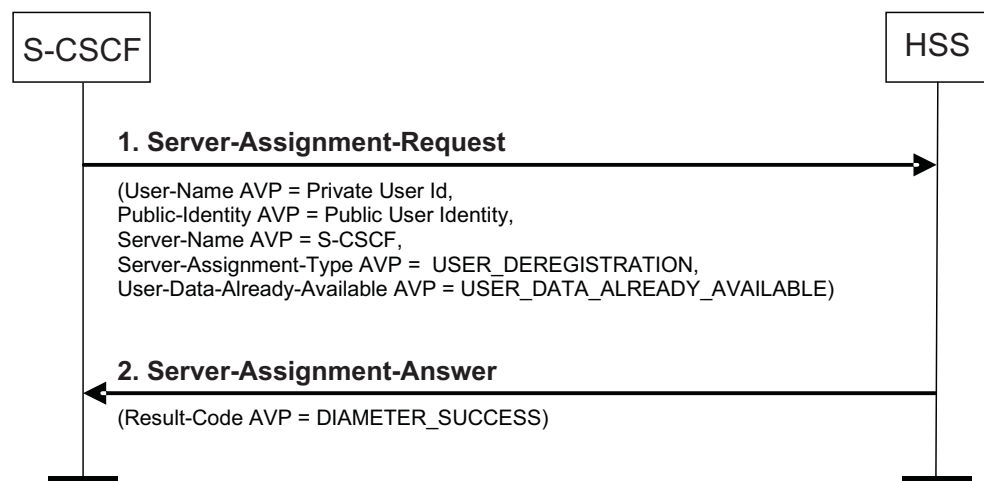 S-CSCF
HSS
1. Server-Assignment-Request
(User-Name AVP = Private User Id,
Public-Identity AVP = Public User Identity,
Server-Name AVP = S-CSCF,
Server-Assignment-Type AVP = USER_DEREGISTRATION,
User-Data-Already-Available AVP = USER_DATA_ALREADY_AVAILABLE)
2. Server-Assignment-Answer
(Result-Code AVP = DIAMETER_SUCCESS)